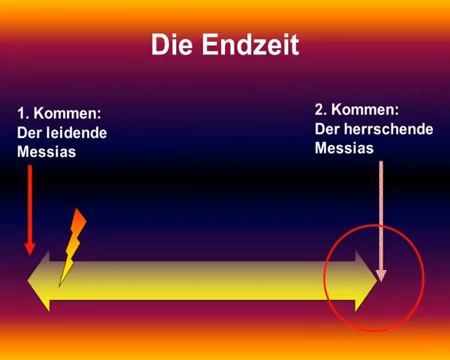 Die Endzeit
1. Kommen:
Der leidende
Messias
2. Kommen:
Der herrschende
Messias